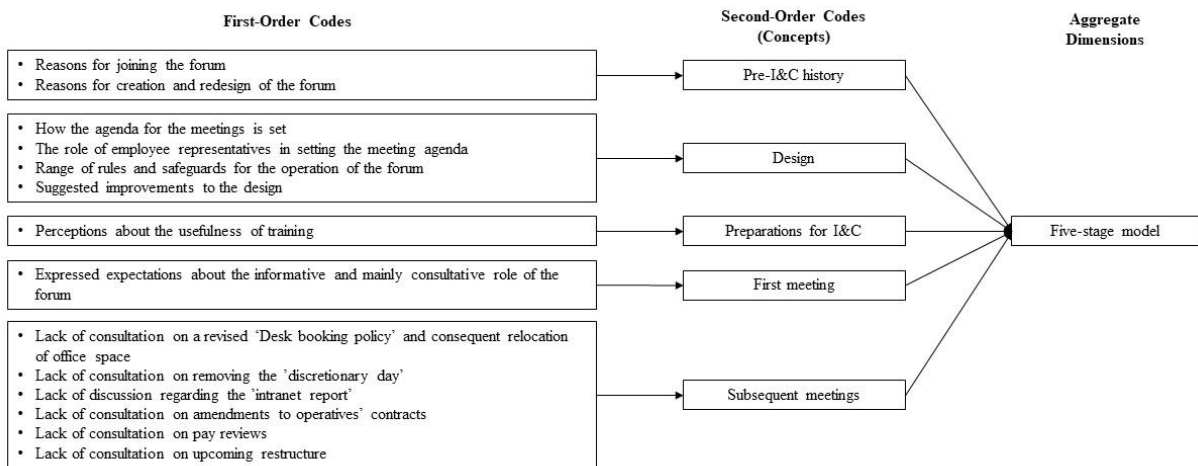 First-Order Codes
Second-Order Codes
(Concepts)
Aggregate
Dimensions
• Reasons for joining the forum
• Reasons for creation and redesign of the forum
Pre-I&C history
• How the agenda for the meetings is set
• The role of employee representatives in setting the meeting agenda
• Range of rules and safeguards for the operation of the forum
• Suggested improvements to the design
Design
• Perceptions about the usefulness of training
Preparations for I&C
Five-stage model
• Expressed expectations about the informative and mainly consultative role of the
forum
First meeting
• Lack of consultation on a revised ‘Desk booking policy’ and consequent relocation
of office space
• Lack of consultation on removing the ’discretionary day’
• Lack of discussion regarding the ’intranet report’
• Lack of consultation on amendments to operatives’ contracts
• Lack of consultation on pay reviews
• Lack of consultation on upcoming restructure
Subsequent meetings